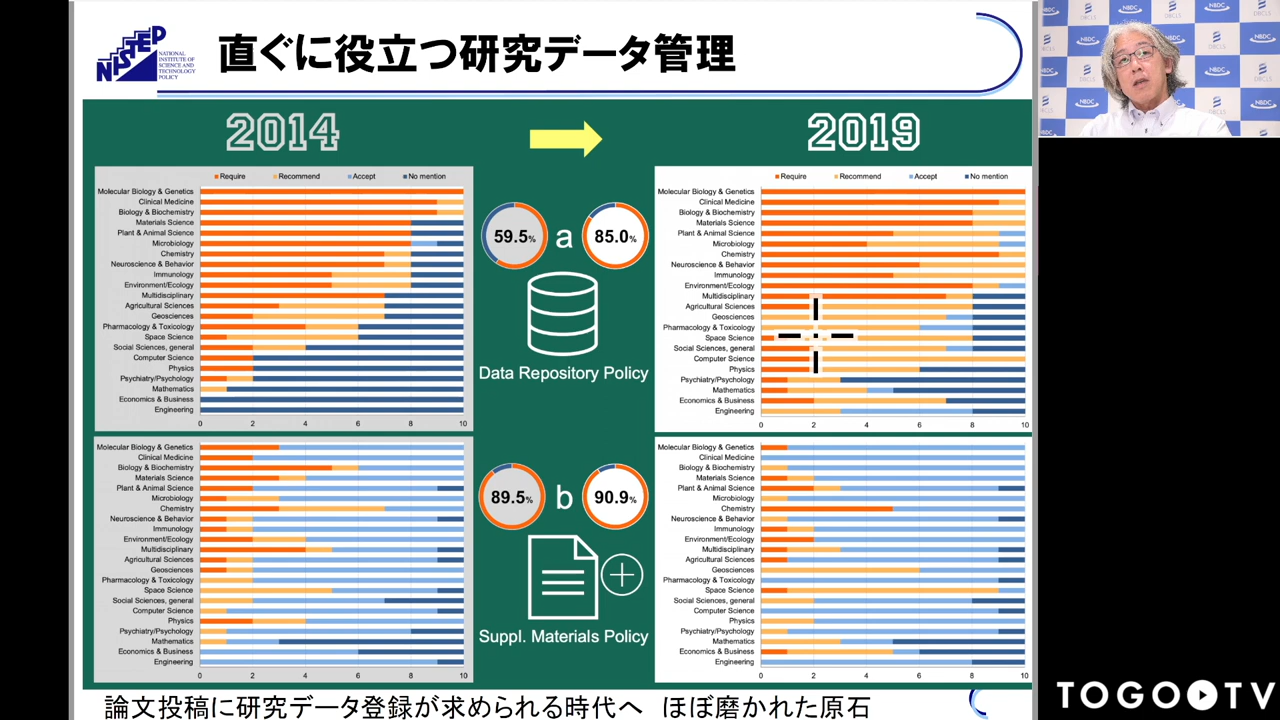 NISTEP
NATIONAL
INSTITUTE OF
SCIENCE AND
TECHNOLOGY
POLICY
直ぐに役立つ研究データ管理
2014
2019
Require Recommend Accept No mention
Molecular Biology & Genetics
Clinical Medicine
Biology & Biochemistry
Materials Science
Plant & Animal Science
Microbiology
Chemistry
Neuroscience & Behavior
Immunology
Environment/Ecology
Multidisciplinary
Agricultural Sciences
Geosciences
Pharmacology & Toxicology
Space Science
Social Sciences, general
Computer Science
Physics
Psychiatry/Psychology
Mathematics
Economics & Business
Engineering
0 2 4 6 8 10
59.5% a 85.0%
Data Repository Policy
Require Recommend Accept No mention
Molecular Biology & Genetics
Clinical Medicine
Biology & Biochemistry
Materials Science
Plant & Animal Science
Microbiology
Chemistry
Neuroscience & Behavior
Immunology
Environment/Ecology
Multidisciplinary
Agricultural Sciences
Geosciences
Pharmacology & Toxicology
Space Science
Social Sciences, general
Computer Science
Physics
Psychiatry/Psychology
Mathematics
Economics & Business
Engineering
0 2 4 6 8 10
Molecular Biology & Genetics
Clinical Medicine
Biology & Biochemistry
Materials Science
Plant & Animal Science
Microbiology
Chemistry
Neuroscience & Behavior
Immunology
Environment/Ecology
Multidisciplinary
Agricultural Sciences
Geosciences
Pharmacology & Toxicology
Space Science
Social Sciences, general
Computer Science
Physics
Psychiatry/Psychology
Mathematics
Economics & Business
Engineering
0 2 4 6 8 10
89.5% b 90.9%
Suppl. Materials Policy
Molecular Biology & Genetics
Clinical Medicine
Biology & Biochemistry
Materials Science
Plant & Animal Science
Microbiology
Chemistry
Neuroscience & Behavior
Immunology
Environment/Ecology
Multidisciplinary
Agricultural Sciences
Geosciences
Pharmacology & Toxicology
Space Science
Social Sciences, general
Computer Science
Physics
Psychiatry/Psychology
Mathematics
Economics & Business
Engineering
0 2 4 6 8 10
論文投稿に研究データ登録が求められる時代へ ほぼ磨かれた原石
NBDC
DBCLS
NBDC
NBDC
NBDC
TOGO TV